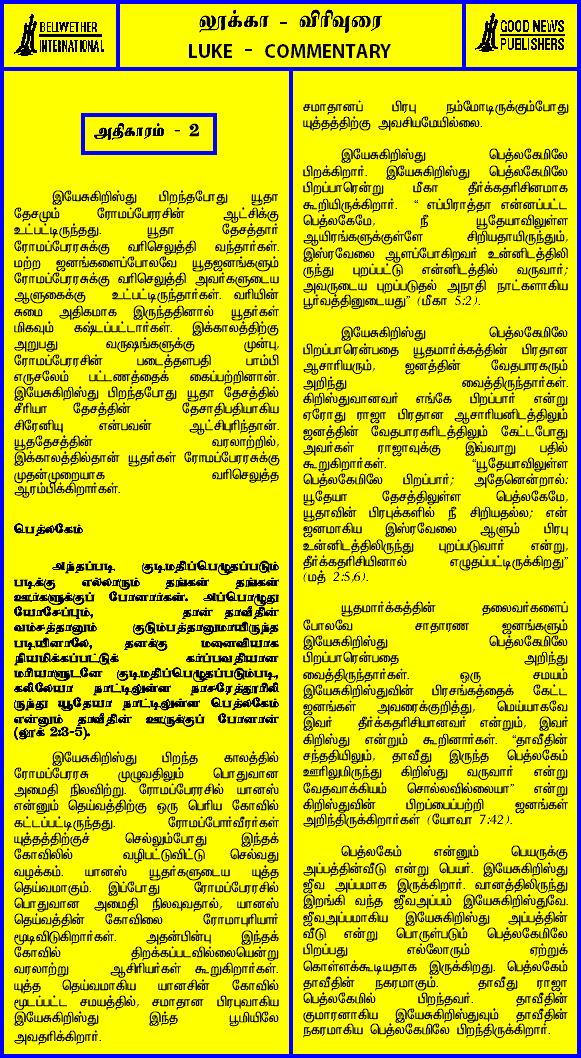 BELLWETHER
INTERNATIONAL
லூக்கா - விரிவுரை
LUKE - COMMENTARY
GOOD NEWS
PUBLISHERS
அதிகாரம் - 2
இயேசுகிறிஸ்து பிறந்தபோது யூதா
தேசமும் ரோமப்பேரரசின் ஆட்சிக்கு
உட்பட்டிருந்தது. யூதா தேசத்தார்
ரோமப்பேரரசுக்கு வரிசெலுத்தி வந்தார்கள்.
மற்ற ஜனங்களைப்போலவே யூதஜனங்களும்
ரோமப்பேரரசுக்கு வரிசெலுத்தி அவர்களுடைய
ஆளுகைக்கு உட்பட்டிருந்தார்கள். வரியின்
சுமை அதிகமாக இருந்ததினால் யூதர்கள்
மிகவும் கஷ்டப்பட்டார்கள். இக்காலத்திற்கு
அறுபது வருஷங்களுக்கு முன்பு,
ரோமப்பேரரசின் படைத்தளபதி பாம்பி
எருசலேம் பட்டணத்தைக் கைப்பற்றினான்.
இயேசுகிறிஸ்து பிறந்தபோது யூதா தேசத்தில்
சீரியா தேசத்தின் தேசாதிபதியாகிய
சிரேனியு என்பவன் ஆட்சிபுரிந்தான்.
யூததேசத்தின் வரலாற்றில்,
இக்காலத்தில்தான் யூதர்கள் ரோமப்பேரரசுக்கு
முதன்முறையாக வரிசெலுத்த
ஆரம்பிக்கிறார்கள்.
பெத்லகேம்
அந்தப்படி குடிமதிப்பெழுதப்படும்
படிக்கு எல்லாரும் தங்கள் தங்கள்
ஊர்களுக்குப் போனார்கள். அப்பொழுது
யோசேப்பும், தான் தாவீதின்
வம்சத்தானும் குடும்பத்தானுமாயிருந்த
படியினாலே, தனக்கு மனைவியாக
நியமிக்கப்பட்டுக் கர்ப்பவதியான
மரியாளுடனே குடிமதிப்பெழுதப்படும்படி,
கலிலேயா நாட்டிலுள்ள நாசரேத்தூரிலி
ருந்து யூதேயா நாட்டிலுள்ள பெத்லகேம்
என்னும் தாவீதின் ஊருக்குப் போனான்
(லூக் 2:3-5).
இயேசுகிறிஸ்து பிறந்த காலத்தில்
ரோமப்பேரரசு முழுவதிலும் பொதுவான
அமைதி நிலவிற்று. ரோமப்பேரரசில் யானஸ்
என்னும் தெய்வத்திற்கு ஒரு பெரிய கோவில்
கட்டப்பட்டிருந்தது. ரோமப்போர்வீரர்கள்
யுத்தத்திற்குச் செல்லும்போது இந்தக்
கோவிலில் வழிபட்டுவிட்டு செல்வது
வழக்கம். யானஸ் யூதர்களுடைய யுத்த
தெய்வமாகும். இப்போது ரோமப்பேரரசில்
பொதுவான அமைதி நிலவுவதால், யானஸ்
தெய்வத்தின் கோவிலை ரோமாபுரியார்
மூடிவிடுகிறார்கள். அதன்பின்பு இந்தக்
கோவில் திறக்கப்படவில்லையென்று
வரலாற்று ஆசிரியர்கள் கூறுகிறார்கள்.
யுத்த தெய்வமாகிய யானசின் கோவில்
மூடப்பட்ட சமயத்தில், சமாதான பிரபுவாகிய
இயேசுகிறிஸ்து இந்த பூமியிலே
அவதரிக்கிறார்.
சமாதானப் பிரபு நம்மோடிருக்கும்போது
யுத்தத்திற்கு அவசியமேயில்லை.
இயேசுகிறிஸ்து பெத்லகேமிலே
பிறக்கிறார். இயேசுகிறிஸ்து பெத்லகேமிலே
பிறப்பாரென்று மீகா தீர்க்கதரிசினமாக
கூறியிருக்கிறார். “ எப்பிராத்தா என்னப்பட்ட
பெத்லகேமே, நீ யூதேயாவிலுள்ள
ஆயிரங்களுக்குள்ளே சிறியதாயிருந்தும்,
இஸ்ரவேலை ஆளப்போகிறவர் உன்னிடத்திலி
ருந்து புறப்பட்டு என்னிடத்தில் வருவார்;
அவருடைய புறப்படுதல் அநாதி நாட்களாகிய
பூர்வத்தினுடையது” (மீகா 5:2).
இயேசுகிறிஸ்து பெத்லகேமிலே
பிறப்பாரென்பதை யூதமார்க்கத்தின் பிரதான
ஆசாரியரும், ஜனத்தின் வேதபாரகரும்
அறிந்து வைத்திருந்தார்கள்.
கிறிஸ்துவானவர் எங்கே பிறப்பார் என்று
ஏரோது ராஜா பிரதான ஆசாரியனிடத்திலும்
ஜனத்தின் வேதபாரகரிடத்திலும் கேட்டபோது
அவர்கள் ராஜாவுக்கு இவ்வாறு பதில்
கூறுகிறார்கள். “யூதேயாவிலுள்ள
பெத்லகேமிலே பிறப்பார்; அதேனென்றால்:
யூதேயா தேசத்திலுள்ள பெத்லகேமே,
யூதாவின் பிரபுக்களில் நீ சிறியதல்ல; என்
ஜனமாகிய இஸ்ரவேலை ஆளும் பிரபு
உன்னிடத்திலிருந்து புறப்படுவார் என்று,
தீர்க்கதரிசியினால் எழுதப்பட்டிருக்கிறது”
(மத் 2:5,6).
யூதமார்க்கத்தின் தலைவர்களைப்
போலவே சாதாரண ஜனங்களும்
இயேசுகிறிஸ்து பெத்லகேமிலே
பிறப்பாரென்பதை அறிந்து
வைத்திருந்தார்கள். ஒரு சமயம்
இயேசுகிறிஸ்துவின் பிரசங்கத்தைக் கேட்ட
ஜனங்கள் அவரைக்குறித்து, மெய்யாகவே
இவர் தீர்க்கதரிசியானவர் என்றும், இவர்
கிறிஸ்து என்றும் கூறினார்கள். “தாவீதின்
சந்ததியிலும், தாவீது இருந்த பெத்லகேம்
ஊரிலுமிருந்து கிறிஸ்து வருவார் என்று
வேதவாக்கியம் சொல்லவில்லையா” என்று
கிறிஸ்துவின் பிறப்பைப்பற்றி ஜனங்கள்
அறிந்திருக்கிறார்கள் (யோவா 7:42).
பெத்லகேம் என்னும் பெயருக்கு
அப்பத்தின்வீடு என்று பெயர். இயேசுகிறிஸ்து
ஜீவ அப்பமாக இருக்கிறார். வானத்திலிருந்து
இறங்கி வந்த ஜீவஅப்பம் இயேசுகிறிஸ்துவே.
ஜீவஅப்பமாகிய இயேசுகிறிஸ்து அப்பத்தின்
வீடு என்று பொருள்படும் பெத்லகேமிலே
பிறப்பது எல்லோரும் ஏற்றுக்
கொள்ளக்கூடியதாக இருக்கிறது. பெத்லகேம்
தாவீதின் நகரமாகும். தாவீது ராஜா
பெத்லகேமில் பிறந்தவர். தாவீதின்
குமாரனாகிய இயேசுகிறிஸ்துவும் தாவீதின்
நகரமாகிய பெத்லகேமிலே பிறந்திருக்கிறார்.